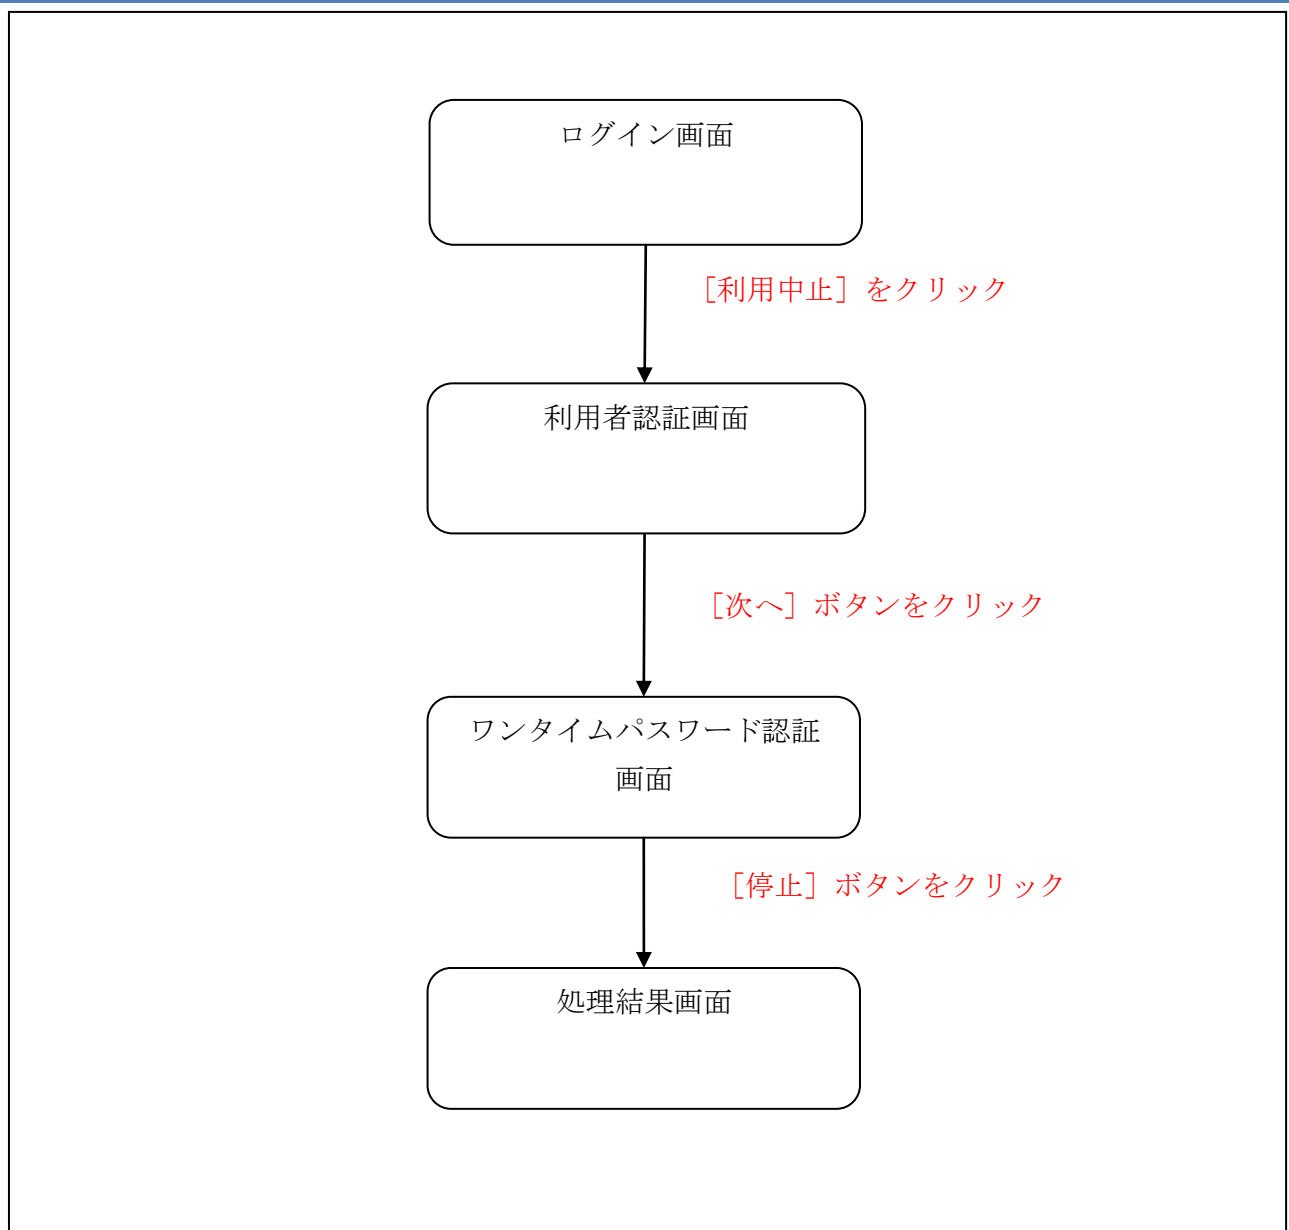 ログイン画面
［利用中止］をクリック
利用者認証画面
［次へ］ボタンをクリック
ワンタイムパスワード認証
画面
［停止］ボタンをクリック
処理結果画面